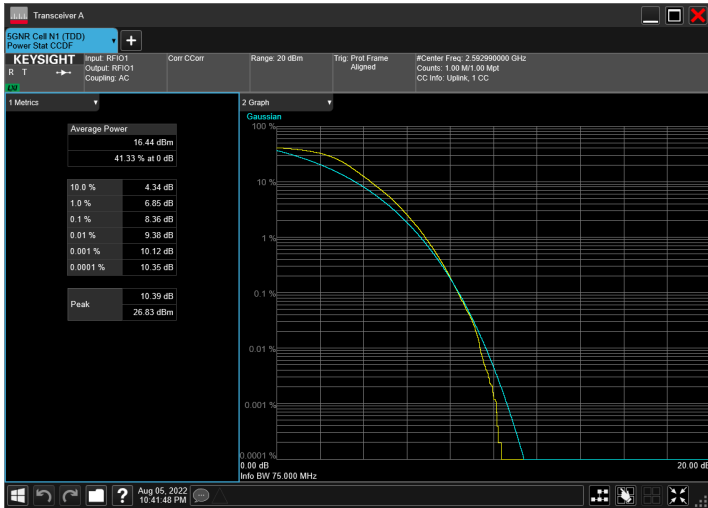 Transceiver A
5GNR Cell N1 (TDD)
Power Stat CCDF
+
KEYSIGHT
R T
LXI
Input: RFIO1
Output: RFIO1
Coupling: AC
Corr CCorr
Range: 20 dBm
Trig: Prot Frame
Aligned
#Center Freq: 2.592990000 GHz
Counts: 1.00 M/1.00 Mpt
CC Info: Uplink, 1 CC
1 Metrics
Average Power
16.44 dBm
41.33 % at 0 dB
10.0 % 4.34 dB
1.0 % 6.85 dB
0.1 % 8.36 dB
0.01 % 9.38 dB
0.001 % 10.12 dB
0.0001 % 10.35 dB
Peak
10.39 dB
26.83 dBm
2 Graph
Gaussian
100 %
10 %
1 %
0.1 %
0.01 %
0.001 %
0.0001 %
0.00 dB
20.00 dB
Info BW 75.000 MHz
?
Aug 05, 2022
10:41:48 PM